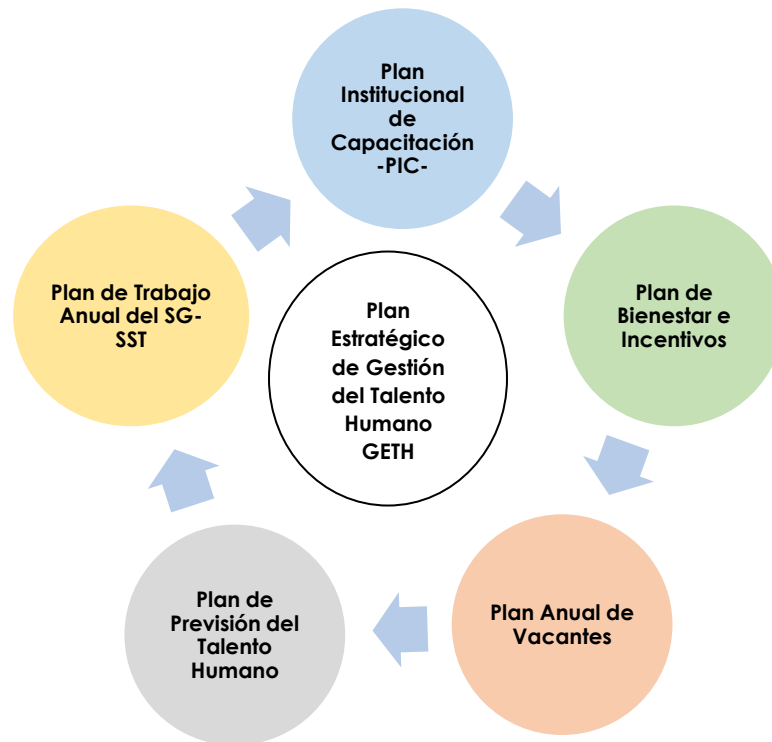 Plan
Institucional
de
Capacitación
-PIC-
Plan de Trabajo
Anual del SG-
SST
Plan de
Bienestar e
Incentivos
Plan
Estratégico
de Gestión
del Talento
Humano
GETH
Plan de
Previsión del
Talento
Humano
Plan Anual de
Vacantes